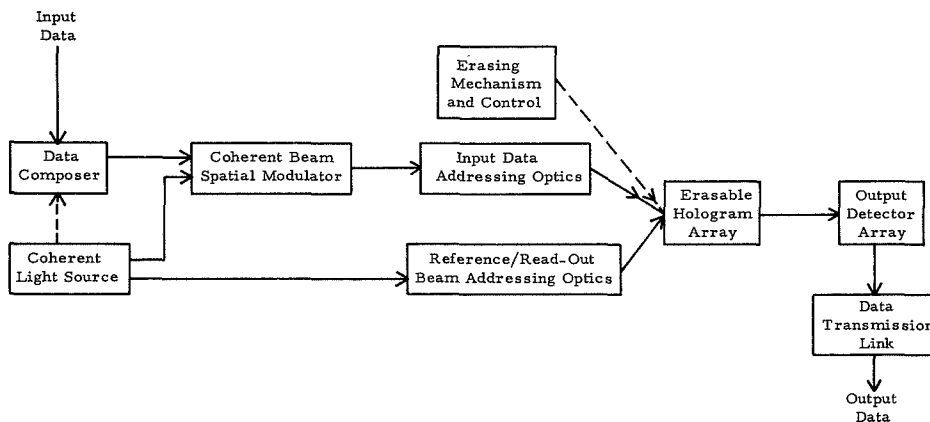 Input
Data
Erasing
Mechanism
and Control
Data
Composer
Coherent Beam
Spatial Modulator
Input Data
Addressing Optics
Erasable
Hologram
Array
Output
Detector
Array
Coherent
Light Source
Reference/Read-Out
Beam Addressing Optics
Data
Transmission
Link
Output
Data